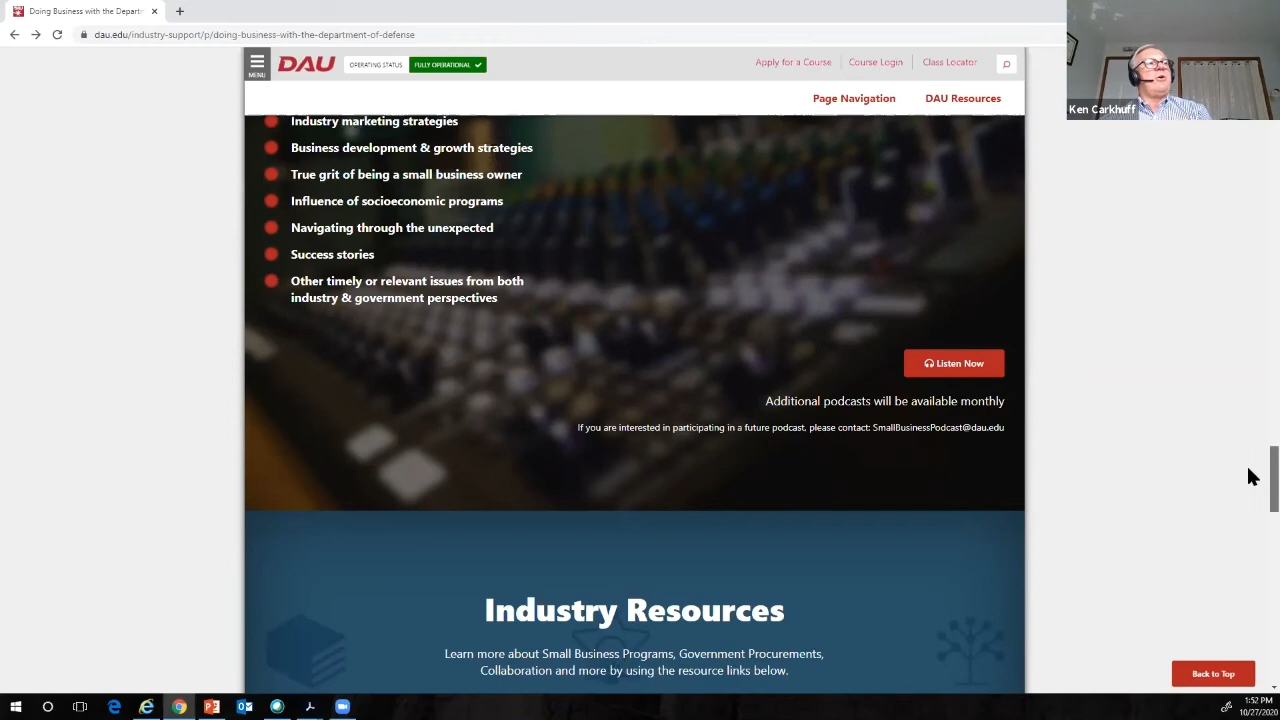 Doing Business with the Departm
dau.edu/industry-support/p/doing-business-with-the-department-of-defense
MENU
DAU
OPERATING STATUS
FULLY OPERATIONAL
Apply for a Course
Course Login
Class Locator
Ken Carkhuff
Page Navigation
DAU Resources
Industry marketing strategies
Business development & growth strategies
True grit of being a small business owner
Influence of socioeconomic programs
Navigating through the unexpected
Success stories
Other timely or relevant issues from both
industry & government perspectives
Listen Now
Additional podcasts will be available monthly
If you are interested in participating in a future podcast, please contact: SmallBusinessPodcast@dau.edu
Industry Resources
Learn more about Small Business Programs, Government Procurements,
Collaboration and more by using the resource links below.
Back to Top
1:52 PM
10/27/2020